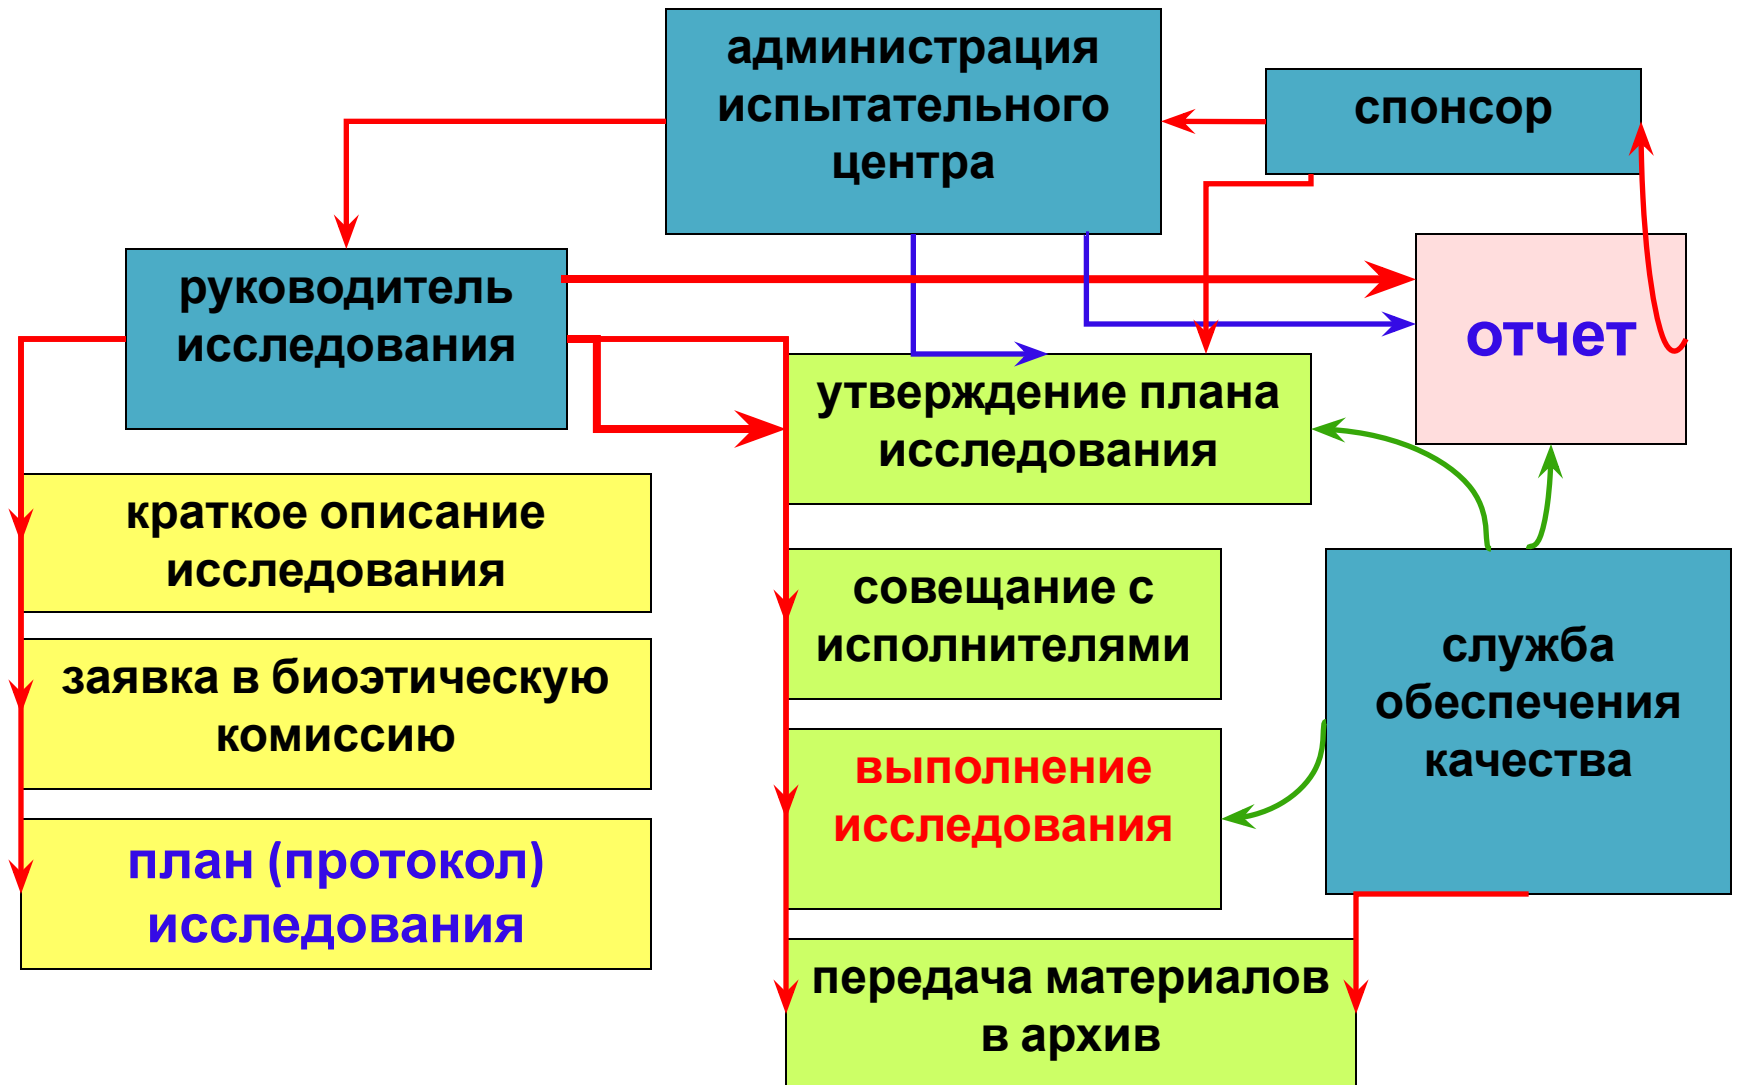 администрация
испытательного
центра
спонсор
руководитель
исследования
отчет
утверждение плана
исследования
краткое описание
исследования
заявка в биоэтическую
комиссию
план (протокол)
исследования
совещание с
исполнителями
выполнение
исследования
передача материалов
в архив
служба
обеспечения
качества